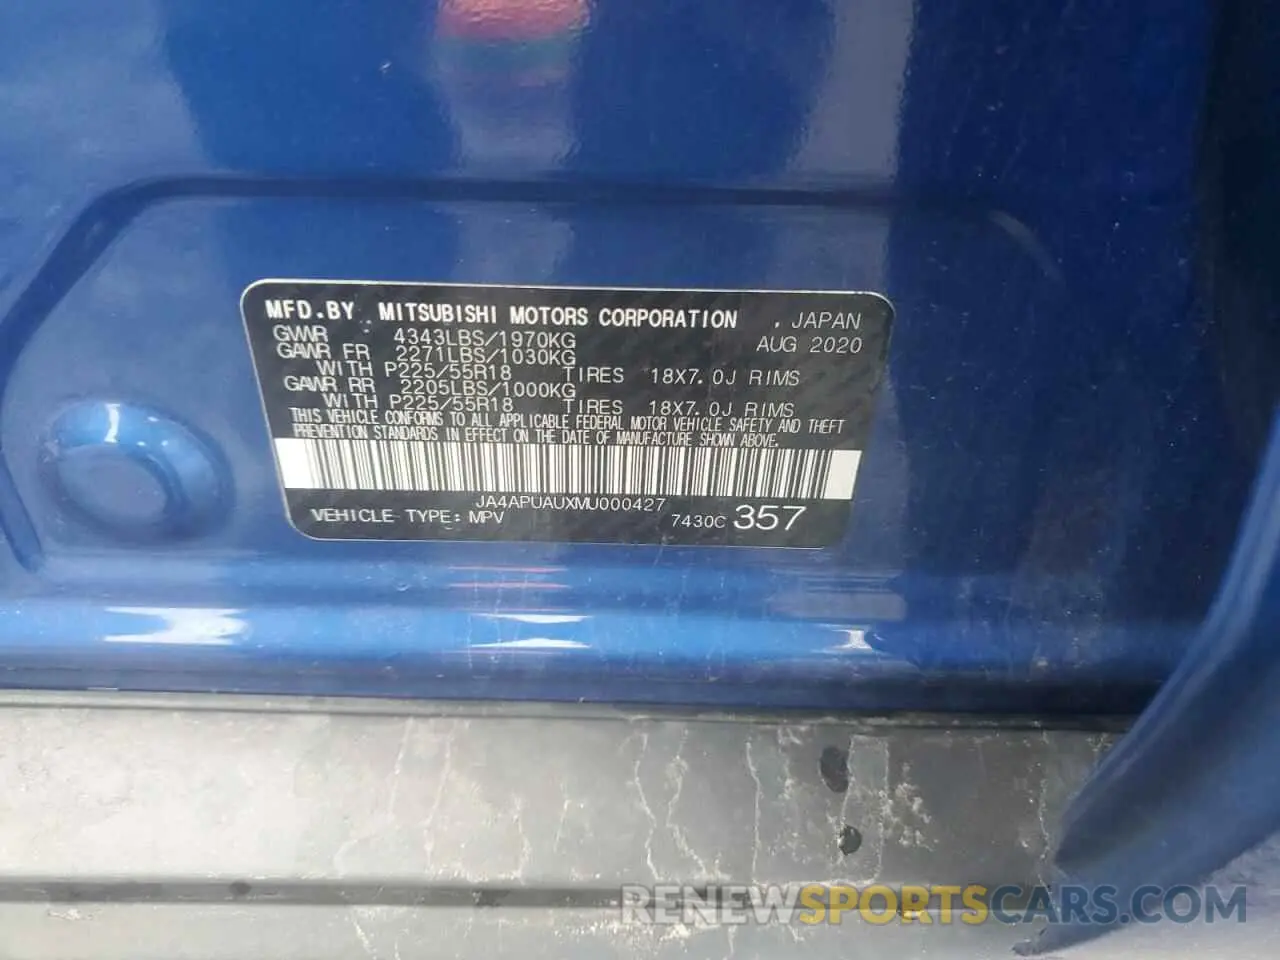 MFD.BY MITSUBISHI MOTORS CORPORATION . JAPAN
GVWR 4343LBS/1970KG AUG 2020
GAWR FR 2271LBS/1030KG
WITH P225/55R18 TIRES 18X7.0J RIMS
GAWR RR 2205LBS/1000KG
WITH P225/55R18 TIRES 18X7.0J RIMS
THIS VEHICLE CONFORMS TO ALL APPLICABLE FEDERAL MOTOR VEHICLE SAFETY AND THEFT
PREVENTION STANDARDS IN EFFECT ON THE DATE OF MANUFACTURE SHOWN ABOVE.
JA4APUAUXMU000427
VEHICLE TYPE: MPV 7430C 357
RENEWSPORTSCARS.COM